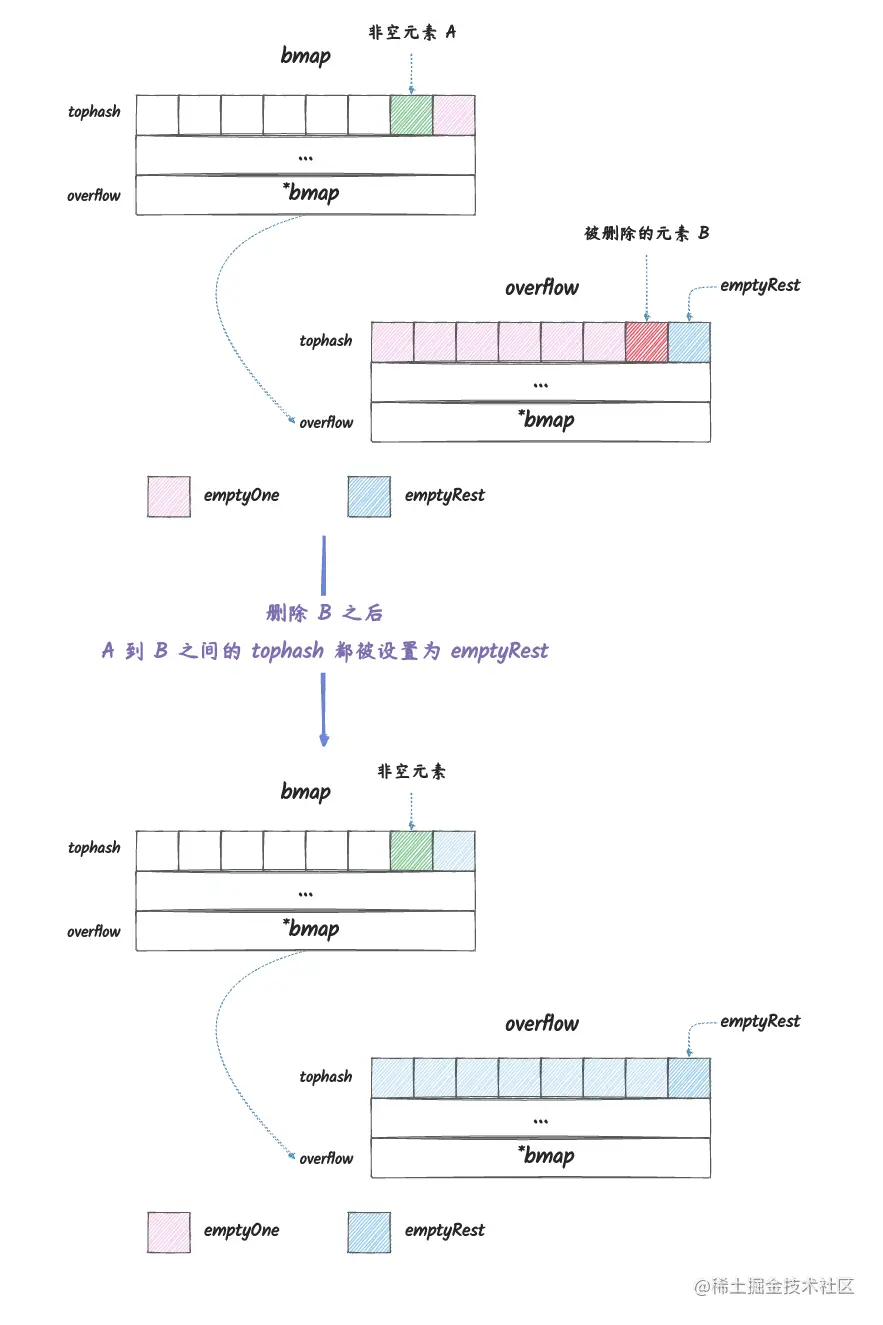 非空元素 A
bmap
tophash
...
overflow
*bmap
被删除的元素 B
overflow
emptyRest
tophash
...
overflow
*bmap
emptyOne
emptyRest
删除 B 之后
A 到 B 之间的 tophash 都被设置为 emptyRest
非空元素
bmap
tophash
...
overflow
*bmap
overflow
emptyRest
tophash
...
overflow
*bmap
emptyOne
emptyRest
@稀土掘金技术社区